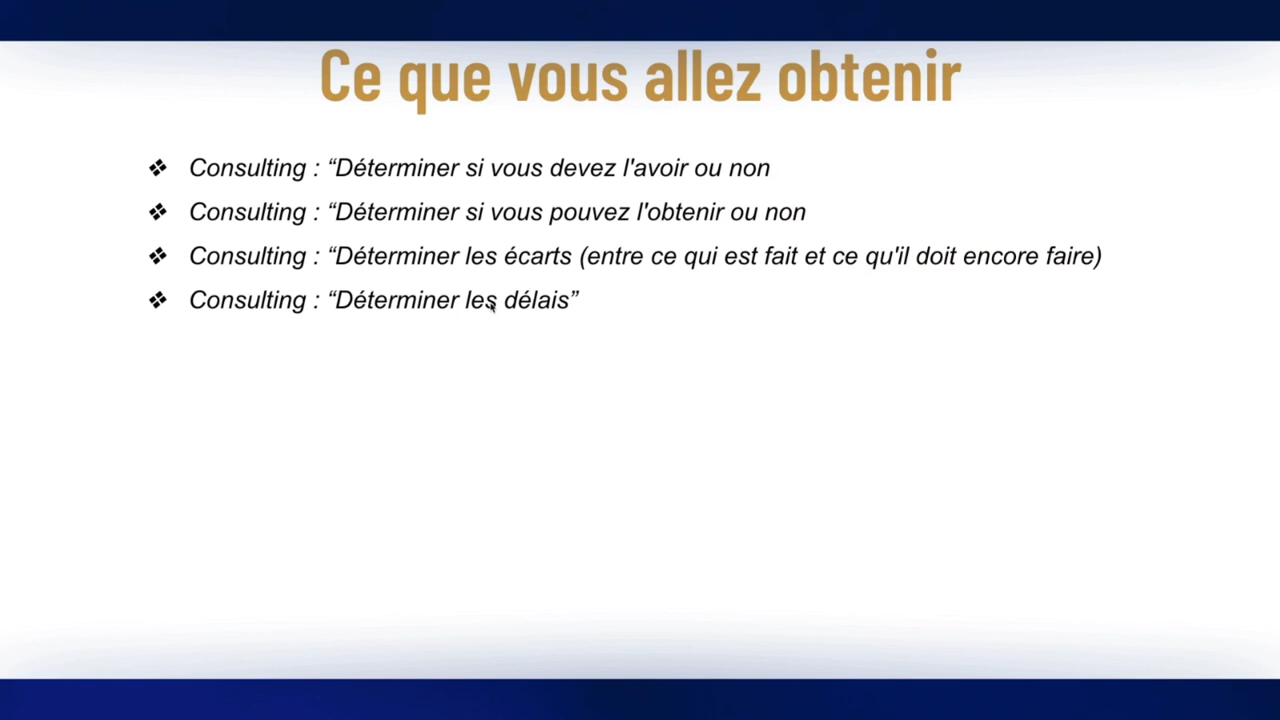 Ce que vous allez obtenir
❖ Consulting : “Déterminer si vous devez l'avoir ou non
❖ Consulting : “Déterminer si vous pouvez l'obtenir ou non
❖ Consulting : “Déterminer les écarts (entre ce qui est fait et ce qu'il doit encore faire)
❖ Consulting : “Déterminer les délais”